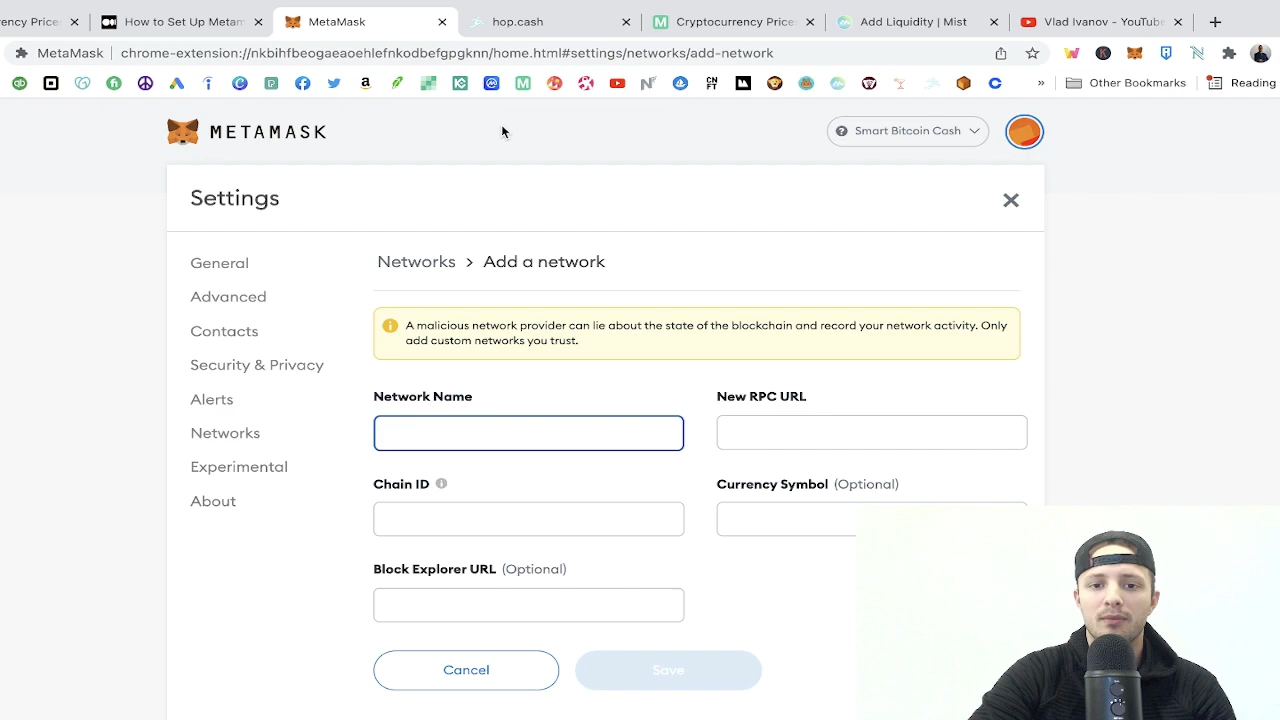 rency Prices
How to Set Up Metam
MetaMask
hop.cash
Cryptocurrency Prices
Add Liquidity | Mist
Vlad Ivanov - YouTube
MetaMask
chrome-extension://nkbihfbeogaeaoehlefnkodbefgpgknn/home.html#settings/networks/add-network
Other Bookmarks
Reading
METAMASK
Smart Bitcoin Cash
Settings
General
Advanced
Contacts
Security & Privacy
Alerts
Networks
Experimental
About
Networks > Add a network
A malicious network provider can lie about the state of the blockchain and record your network activity. Only
add custom networks you trust.
Network Name
New RPC URL
Chain ID
Currency Symbol (Optional)
Block Explorer URL (Optional)
Cancel
Save